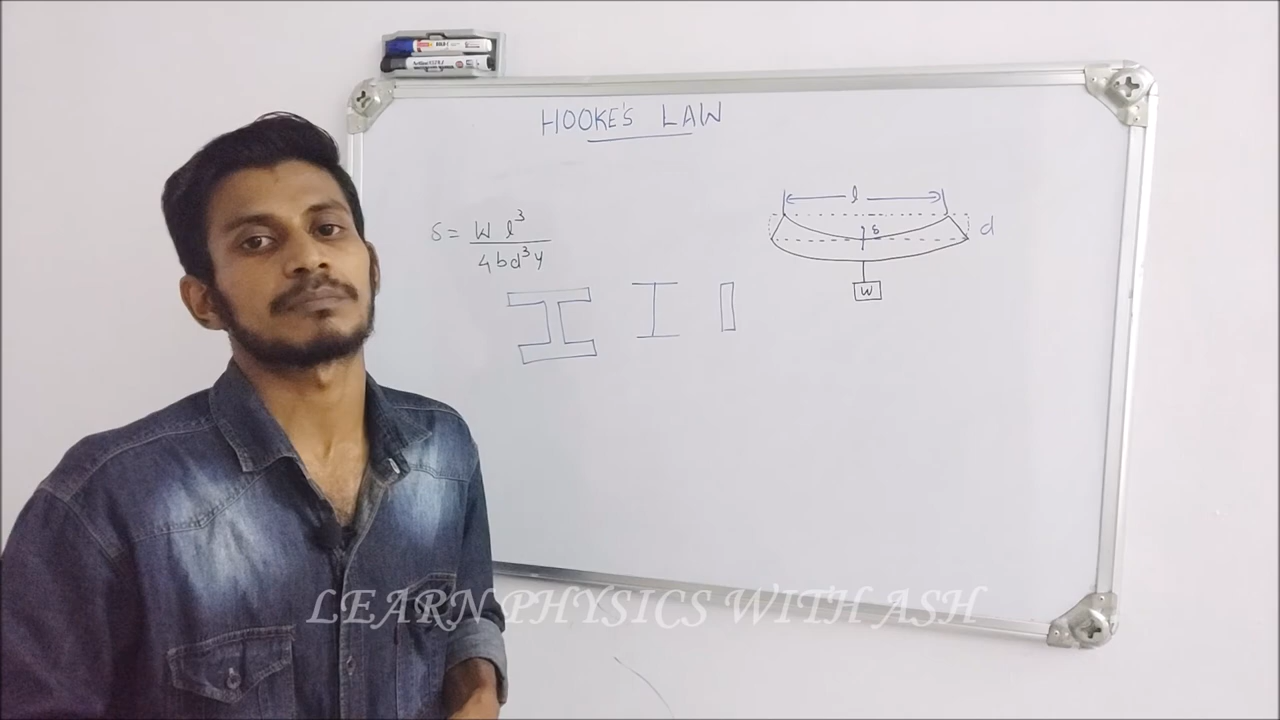 HOOKE'S LAW
l
δ = W l³
4bd³y
δ
d
W
LEARN PHYSICS WITH ASH